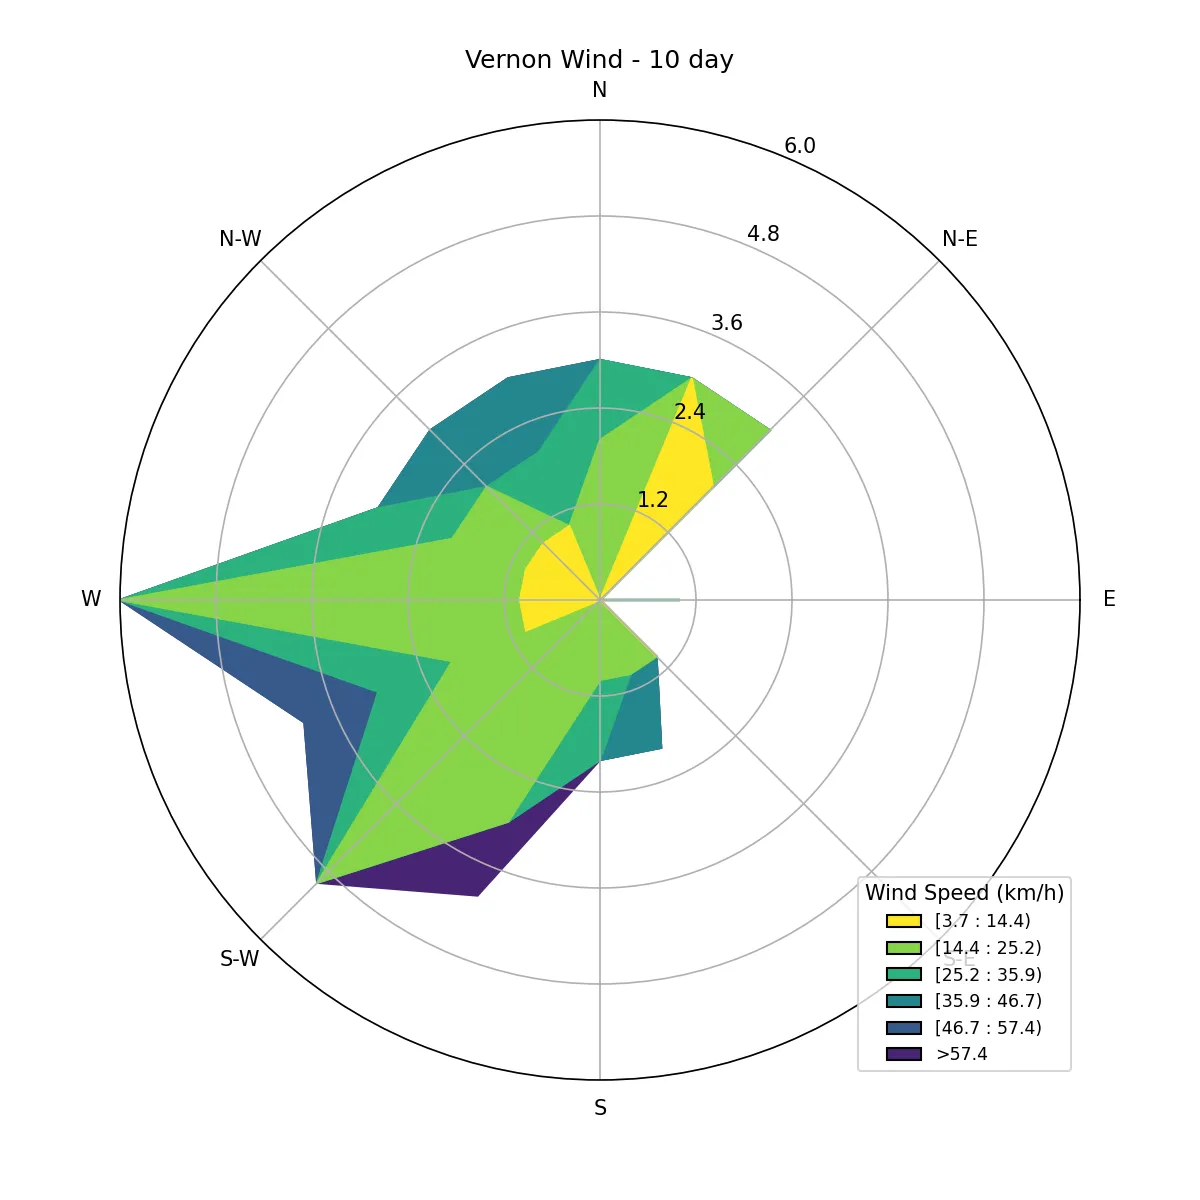 Vernon Wind - 10 day
N
6.0
N-W
4.8
N-E
3.6
2.4
1.2
W
E
S-W
S-E
Wind Speed (km/h)
[3.7 : 14.4)
[14.4 : 25.2)
[25.2 : 35.9)
[35.9 : 46.7)
[46.7 : 57.4)
>57.4
S